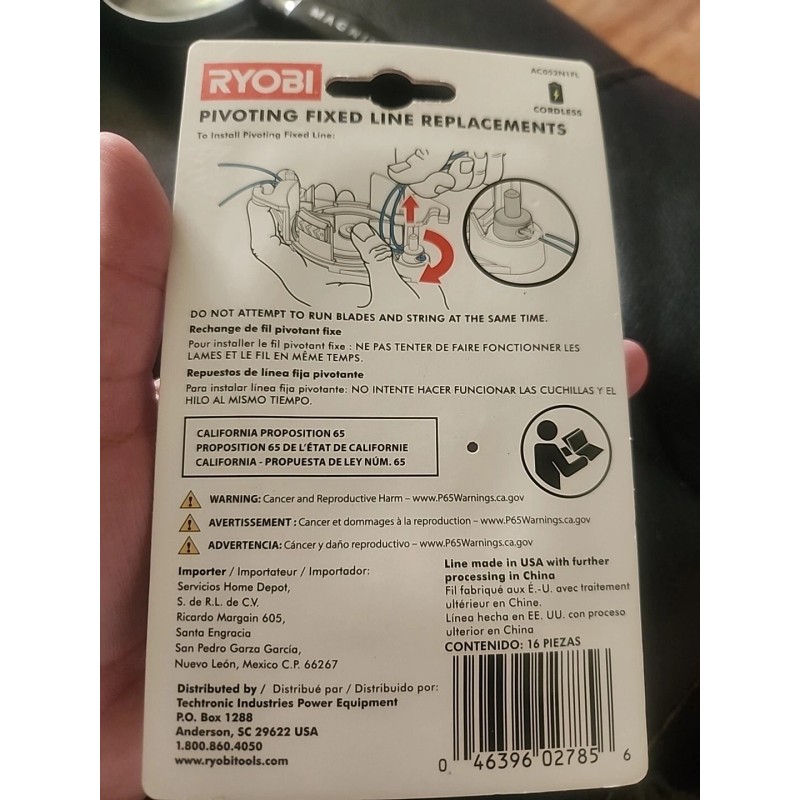 MAGNI
RYOBI
AC052N1FL
CORDLESS
PIVOTING FIXED LINE REPLACEMENTS
To Install Pivoting Fixed Line:
DO NOT ATTEMPT TO RUN BLADES AND STRING AT THE SAME TIME.
Rechange de fil pivotant fixe
Pour installer le fil pivotant fixe : NE PAS TENTER DE FAIRE FONCTIONNER LES
LAMES ET LE FIL EN MÊME TEMPS.
Repuestos de línea fija pivotante
Para instalar línea fija pivotante: NO INTENTE HACER FUNCIONAR LAS CUCHILLAS Y EL
HILO AL MISMO TIEMPO.
CALIFORNIA PROPOSITION 65
PROPOSITION 65 DE L'ÉTAT DE CALIFORNIE
CALIFORNIA - PROPUESTA DE LEY NÚM. 65
WARNING: Cancer and Reproductive Harm – www.P65Warnings.ca.gov
AVERTISSEMENT : Cancer et dommages à la reproduction – www.P65Warnings.ca.gov
ADVERTENCIA: Cáncer y daño reproductivo – www.P65Warnings.ca.gov
Importer / Importateur / Importador:
Servicios Home Depot,
S. de R.L. de C.V.
Ricardo Margain 605,
Santa Engracia
San Pedro Garza García,
Nuevo León, Mexico C.P. 66267
Distributed by / Distribué par / Distribuido por:
Techtronic Industries Power Equipment
P.O. Box 1288
Anderson, SC 29622 USA
1.800.860.4050
www.ryobitools.com
Line made in USA with further
processing in China
Fil fabriqué aux É.-U. avec traitement
ultérieur en Chine.
Línea hecha en EE. UU. con proceso
ulterior en China
CONTENIDO: 16 PIEZAS
0 46396 02785 6